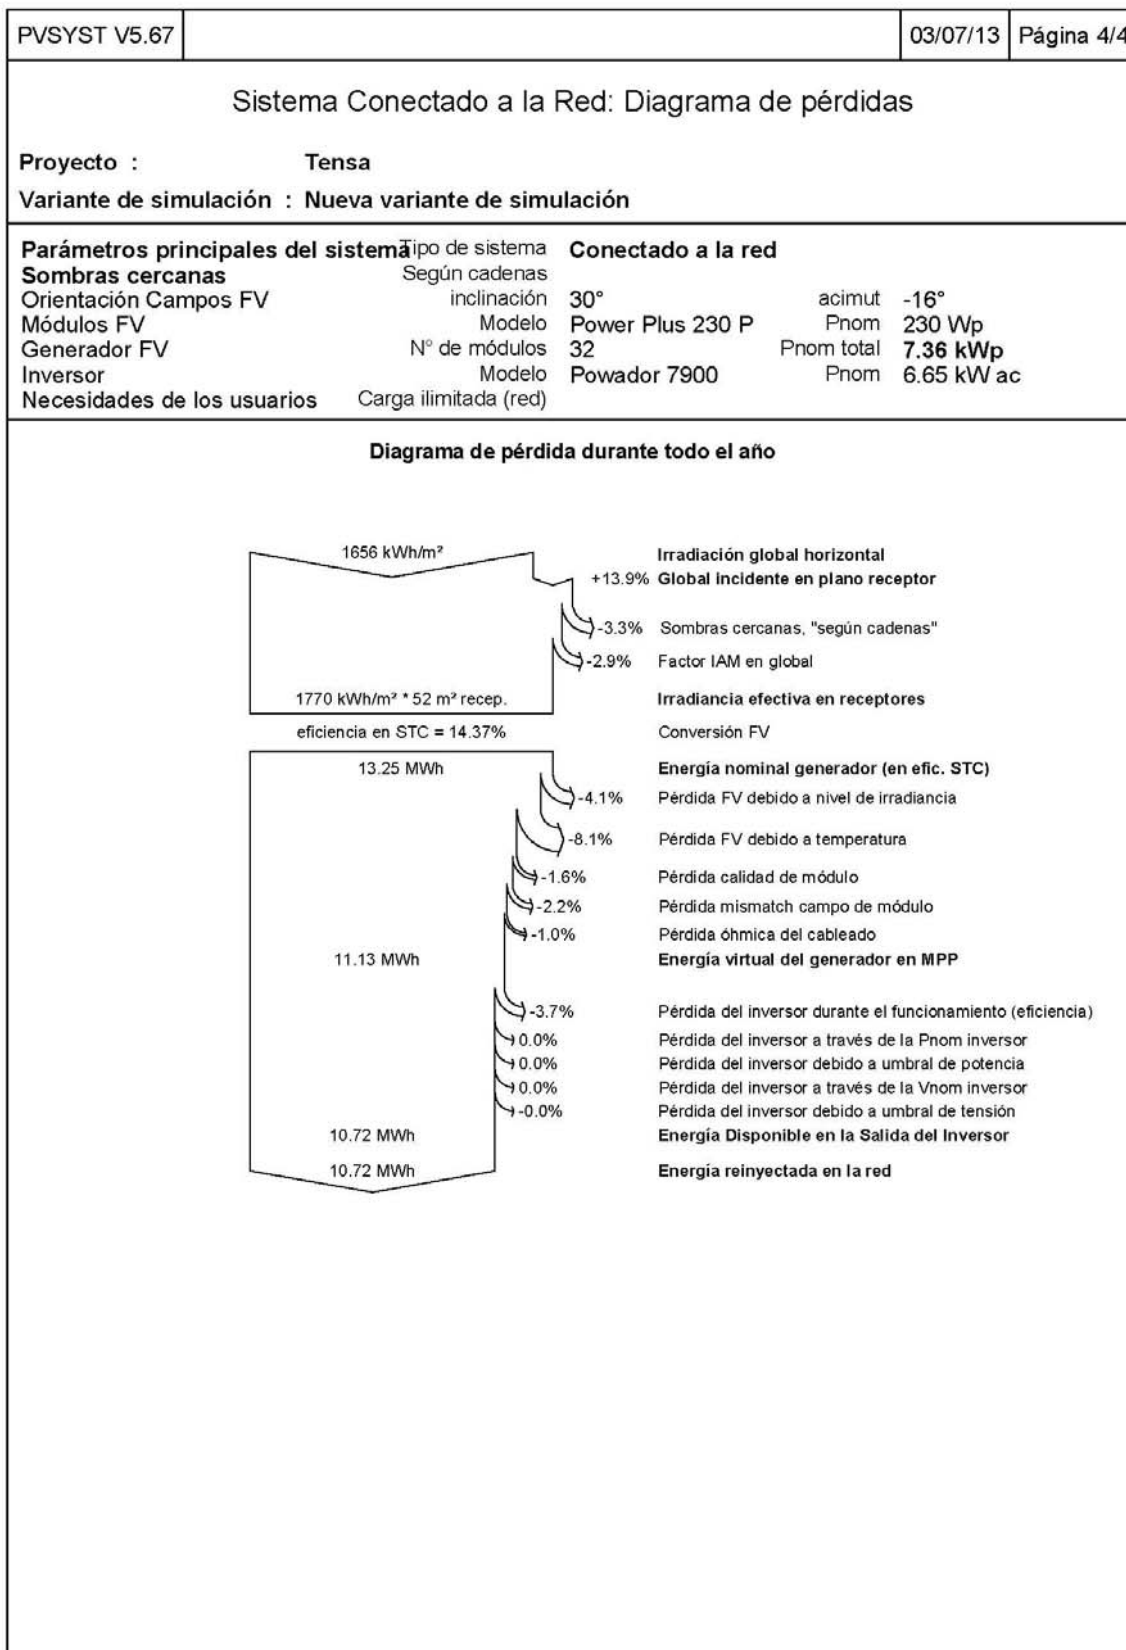 PVSYST V5.67 03/07/13 Página 4/4
Sistema Conectado a la Red: Diagrama de pérdidas
Proyecto : Tensa
Variante de simulación : Nueva variante de simulación
Parámetros principales del sistema Tipo de sistema Conectado a la red
Sombras cercanas Según cadenas
Orientación Campos FV inclinación 30° acimut -16°
Módulos FV Modelo Power Plus 230 P Pnom 230 Wp
Generador FV N° de módulos 32 Pnom total 7.36 kWp
Inversor Modelo Powador 7900 Pnom 6.65 kW ac
Necesidades de los usuarios Carga ilimitada (red)
Diagrama de pérdida durante todo el año
1656 kWh/m² Irradiación global horizontal
+13.9% Global incidente en plano receptor
-3.3% Sombras cercanas, "según cadenas"
-2.9% Factor IAM en global
1770 kWh/m² * 52 m² recep. Irradiancia efectiva en receptores
eficiencia en STC = 14.37% Conversión FV
13.25 MWh Energía nominal generador (en efic. STC)
-4.1% Pérdida FV debido a nivel de irradiancia
-8.1% Pérdida FV debido a temperatura
-1.6% Pérdida calidad de módulo
-2.2% Pérdida mismatch campo de módulo
-1.0% Pérdida óhmica del cableado
11.13 MWh Energía virtual del generador en MPP
-3.7% Pérdida del inversor durante el funcionamiento (eficiencia)
0.0% Pérdida del inversor a través de la Pnom inversor
0.0% Pérdida del inversor debido a umbral de potencia
0.0% Pérdida del inversor a través de la Vnom inversor
-0.0% Pérdida del inversor debido a umbral de tensión
10.72 MWh Energía Disponible en la Salida del Inversor
10.72 MWh Energía reinyectada en la red